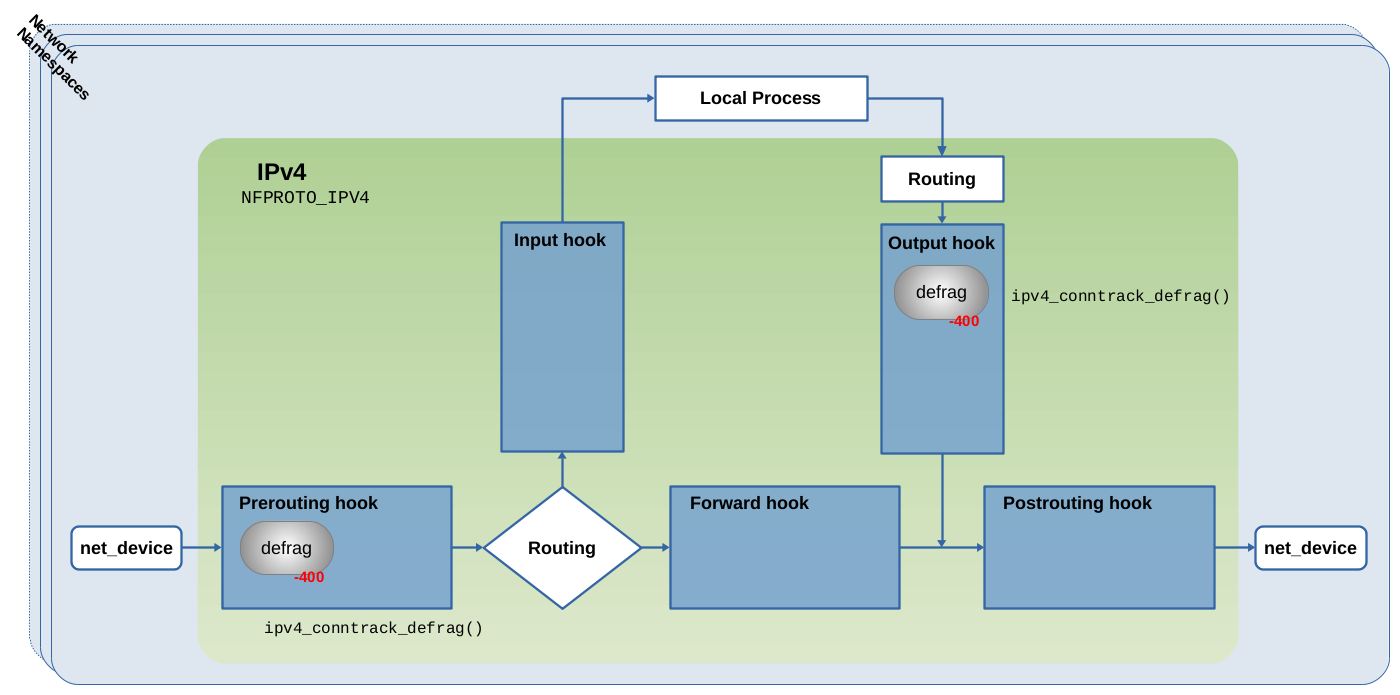 Network
Namespaces
Local Process
IPv4
NFPROTO_IPV4
Routing
Input hook
Output hook
defrag
-400
ipv4_conntrack_defrag()
Prerouting hook
defrag
-400
ipv4_conntrack_defrag()
net_device
Routing
Forward hook
Postrouting hook
net_device